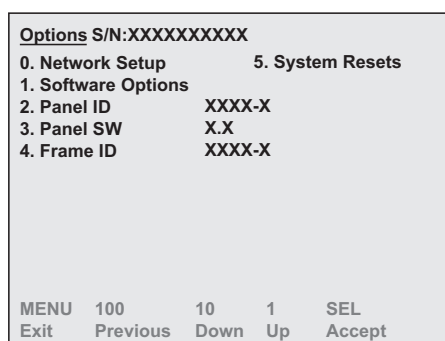 Options S/N:XXXXXXXXXX
0. Network Setup 5. System Resets
1. Software Options
2. Panel ID XXXX-X
3. Panel SW X.X
4. Frame ID XXXX-X
MENU 100 10 1 SEL
Exit Previous Down Up Accept